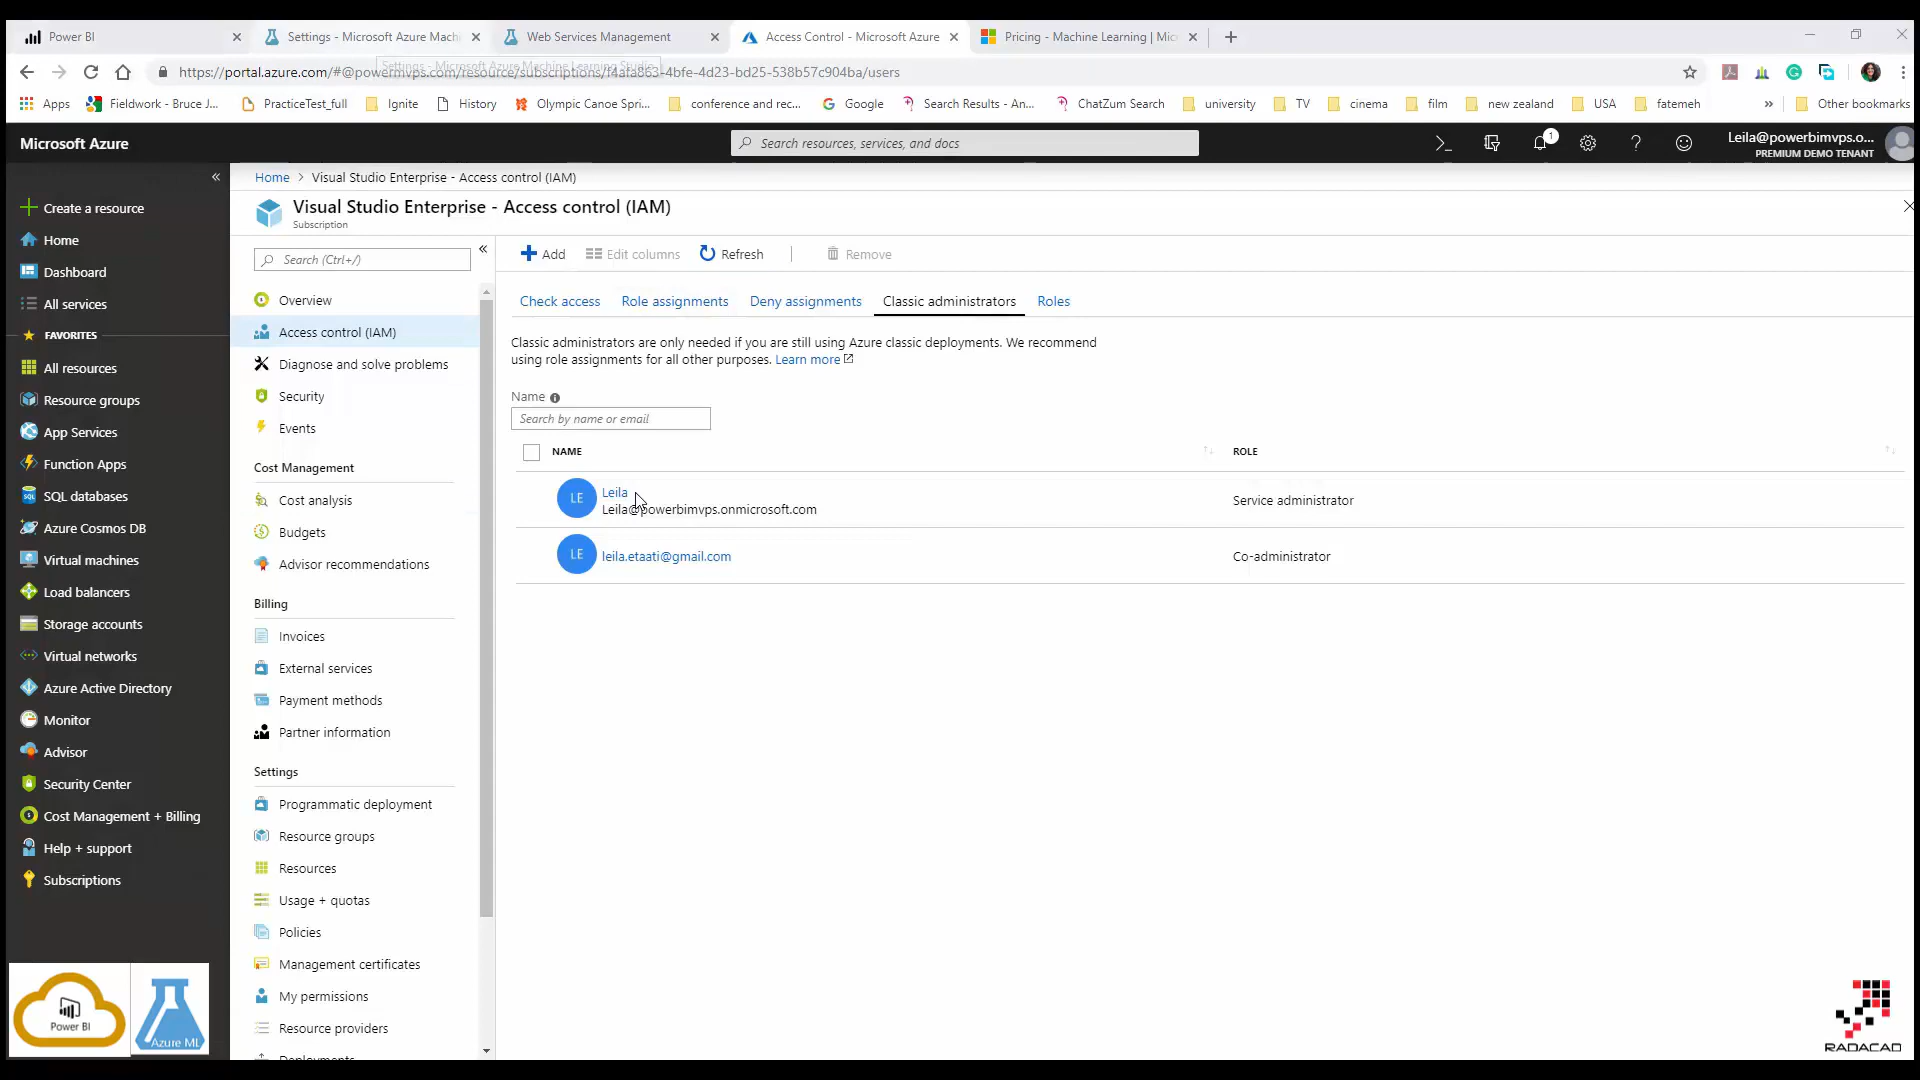 Power BI
Settings - Microsoft Azure Mach
Web Services Management
Access Control - Microsoft Azure
Pricing - Machine Learning | Mic
Settings - Microsoft Azure Machine Learning Studio
https://portal.azure.com/#@powermvps.com/resource/subscriptions/f4afa863-4bfe-4d23-bd25-538b57c904ba/users
Apps
Fieldwork - Bruce J...
PracticeTest_full
Ignite
History
Olympic Canoe Spri...
conference and rec...
Google
Search Results - An...
ChatZum Search
university
TV
cinema
film
new zealand
USA
fatemeh
»
Other bookmarks
Microsoft Azure
Search resources, services, and docs
1
Leila@powerbimvps.o...
PREMIUM DEMO TENANT
Home > Visual Studio Enterprise - Access control (IAM)
Visual Studio Enterprise - Access control (IAM)
Subscription
Create a resource
Home
Dashboard
All services
FAVORITES
All resources
Resource groups
App Services
Function Apps
SQL databases
Azure Cosmos DB
Virtual machines
Load balancers
Storage accounts
Virtual networks
Azure Active Directory
Monitor
Advisor
Security Center
Cost Management + Billing
Help + support
Subscriptions
Search (Ctrl+/)
Overview
Access control (IAM)
Diagnose and solve problems
Security
Events
Cost Management
Cost analysis
Budgets
Advisor recommendations
Billing
Invoices
External services
Payment methods
Partner information
Settings
Programmatic deployment
Resource groups
Resources
Usage + quotas
Policies
Management certificates
My permissions
Resource providers
Deployments
Add
Edit columns
Refresh
Remove
Check access
Role assignments
Deny assignments
Classic administrators
Roles
Classic administrators are only needed if you are still using Azure classic deployments. We recommend
using role assignments for all other purposes. Learn more
Name
Search by name or email
NAME
ROLE
LE
Leila
Leila@powerbimvps.onmicrosoft.com
Service administrator
LE
leila.etaati@gmail.com
Co-administrator
Power BI
Azure ML
RADACAD